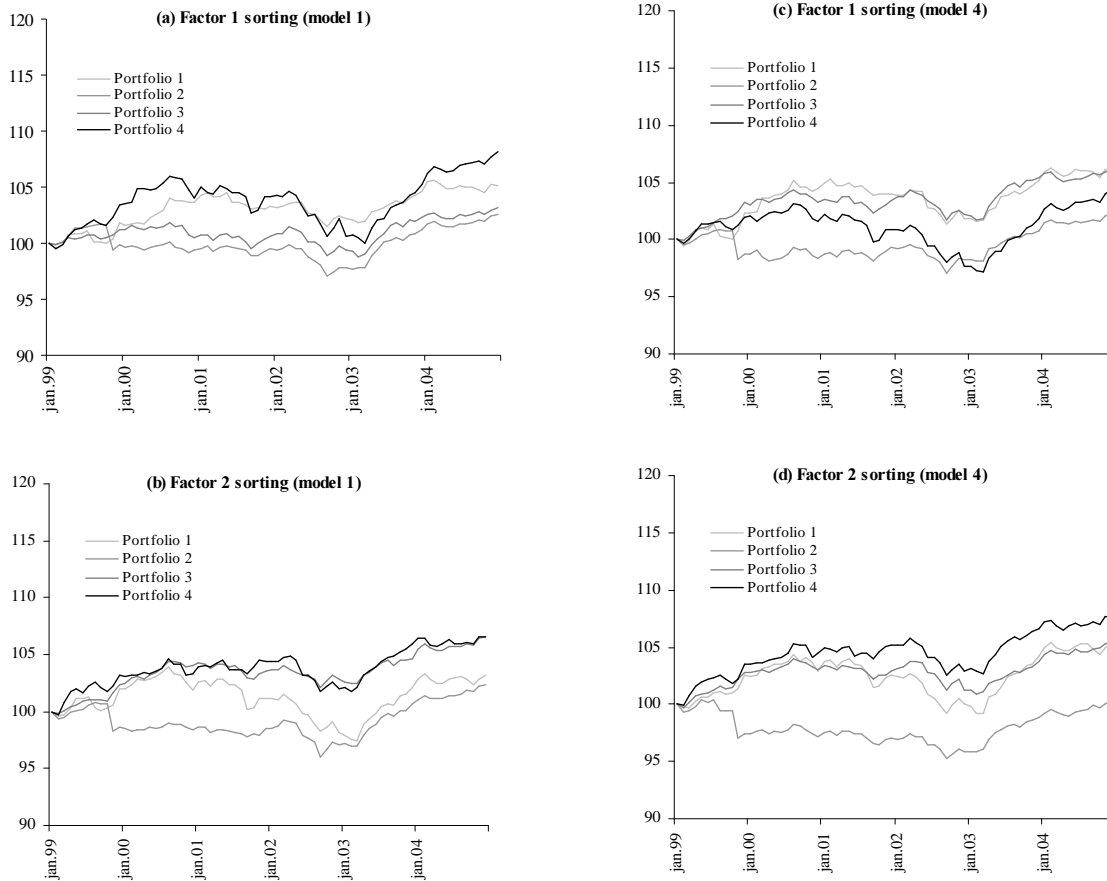 (a) Factor 1 sorting (model 1)
120
115
110
105
100
95
90
Portfolio 1
Portfolio 2
Portfolio 3
Portfolio 4
jan.99
jan.00
jan.01
jan.02
jan.03
jan.04
(c) Factor 1 sorting (model 4)
120
115
110
105
100
95
90
Portfolio 1
Portfolio 2
Portfolio 3
Portfolio 4
jan.99
jan.00
jan.01
jan.02
jan.03
jan.04
(b) Factor 2 sorting (model 1)
120
115
110
105
100
95
90
Portfolio 1
Portfolio 2
Portfolio 3
Portfolio 4
jan.99
jan.00
jan.01
jan.02
jan.03
jan.04
(d) Factor 2 sorting (model 4)
120
115
110
105
100
95
90
Portfolio 1
Portfolio 2
Portfolio 3
Portfolio 4
jan.99
jan.00
jan.01
jan.02
jan.03
jan.04